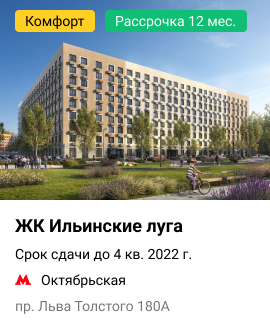 Комфорт
Рассрочка 12 мес.
ЖК Ильинские луга
Срок сдачи до 4 кв. 2022 г.
Октябрьская
пр. Льва Толстого 180А